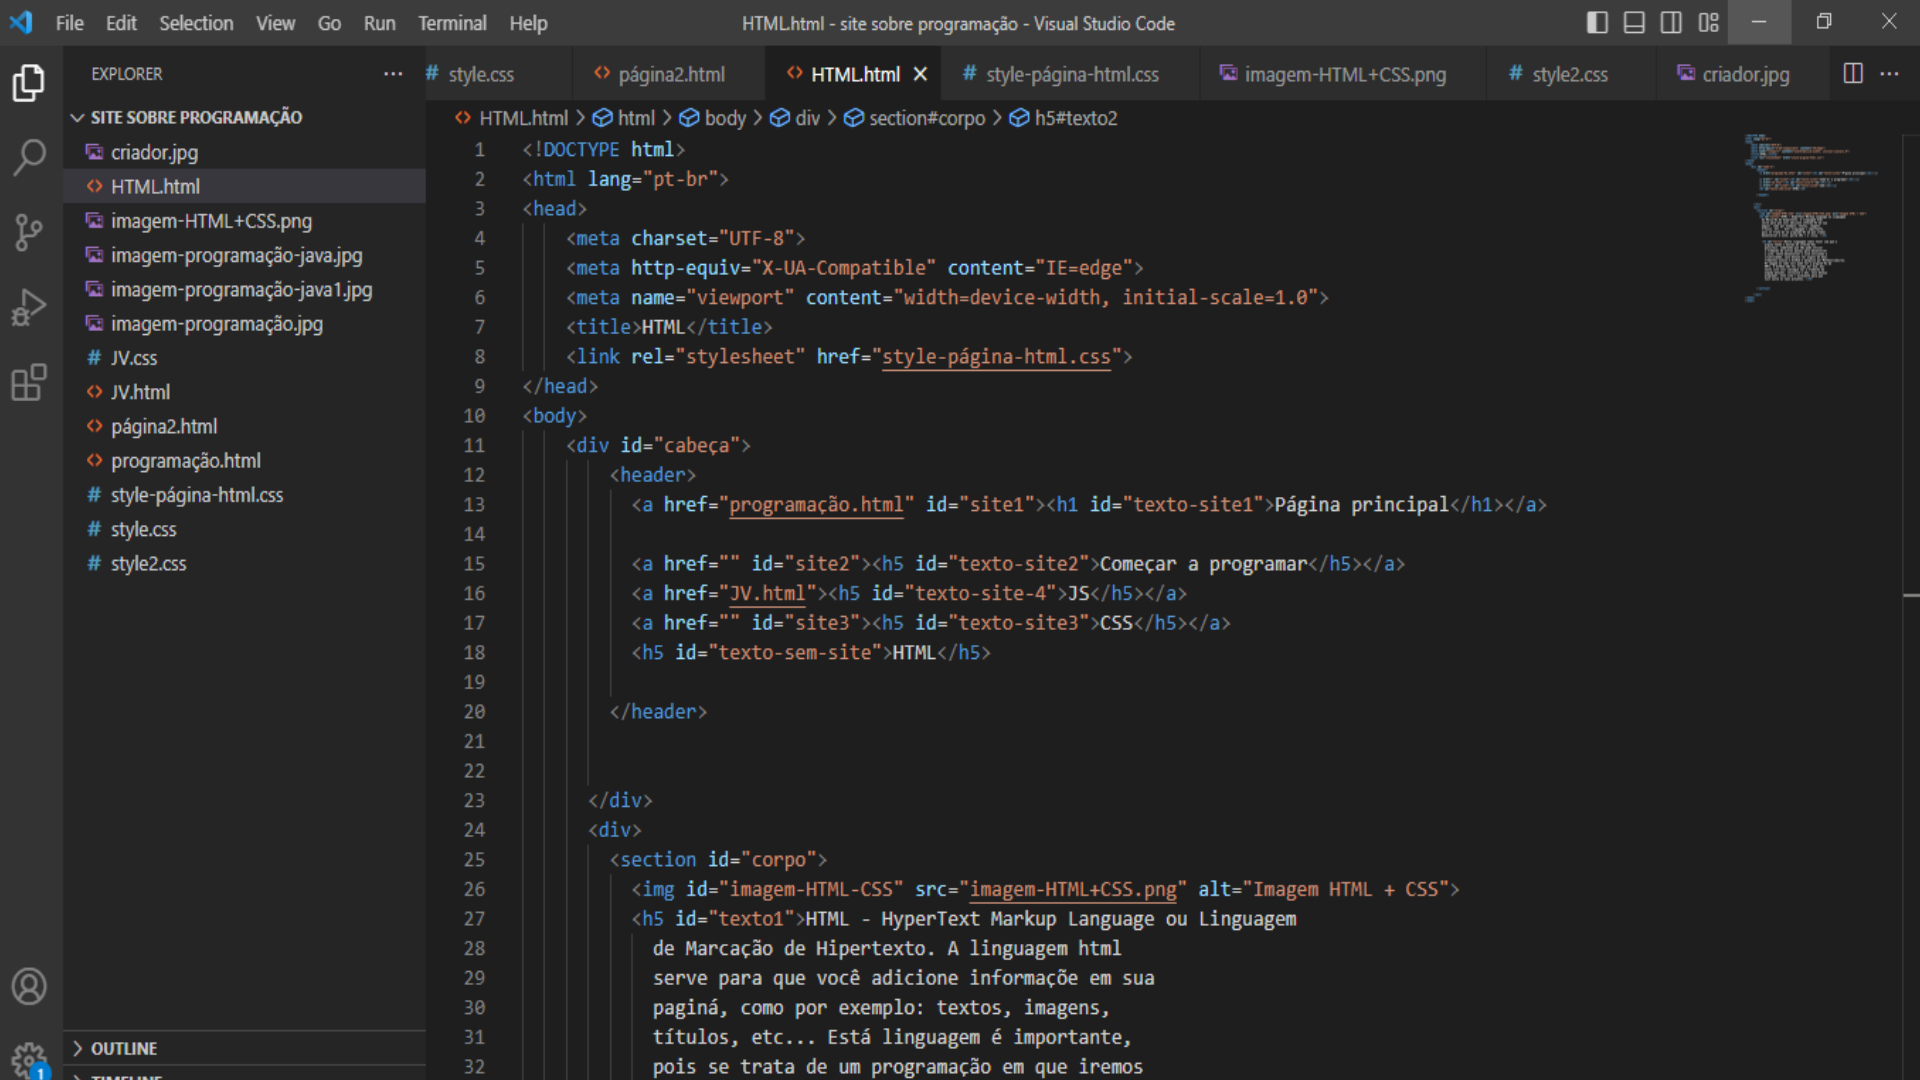 File Edit Selection View Go Run Terminal Help HTML.html - site sobre programação - Visual Studio Code
EXPLORER ··· # style.css <> página2.html <> HTML.html # style-página-html.css imagem-HTML+CSS.png # style2.css criador.jpg ···
SITE SOBRE PROGRAMAÇÃO
criador.jpg
HTML.html
imagem-HTML+CSS.png
imagem-programação-java.jpg
imagem-programação-java1.jpg
imagem-programação.jpg
# JV.css
JV.html
página2.html
programação.html
# style-página-html.css
# style.css
# style2.css
OUTLINE
TIMELINE
1
<> HTML.html > html > body > div > section#corpo > h5#texto2
1 <!DOCTYPE html>
2 <html lang="pt-br">
3 <head>
4 <meta charset="UTF-8">
5 <meta http-equiv="X-UA-Compatible" content="IE=edge">
6 <meta name="viewport" content="width=device-width, initial-scale=1.0">
7 <title>HTML</title>
8 <link rel="stylesheet" href="style-página-html.css">
9 </head>
10 <body>
11 <div id="cabeça">
12 <header>
13 <a href="programação.html" id="site1"><h1 id="texto-site1">Página principal</h1></a>
14
15 <a href="" id="site2"><h5 id="texto-site2">Começar a programar</h5></a>
16 <a href="JV.html"><h5 id="texto-site-4">JS</h5></a>
17 <a href="" id="site3"><h5 id="texto-site3">CSS</h5></a>
18 <h5 id="texto-sem-site">HTML</h5>
19
20 </header>
21
22
23 </div>
24 <div>
25 <section id="corpo">
26 <img id="imagem-HTML-CSS" src="imagem-HTML+CSS.png" alt="Imagem HTML + CSS">
27 <h5 id="texto1">HTML - HyperText Markup Language ou Linguagem
28 de Marcação de Hipertexto. A linguagem html
29 serve para que você adicione informaçõe em sua
30 paginá, como por exemplo: textos, imagens,
31 títulos, etc... Está linguagem é importante,
32 pois se trata de um programação em que iremos